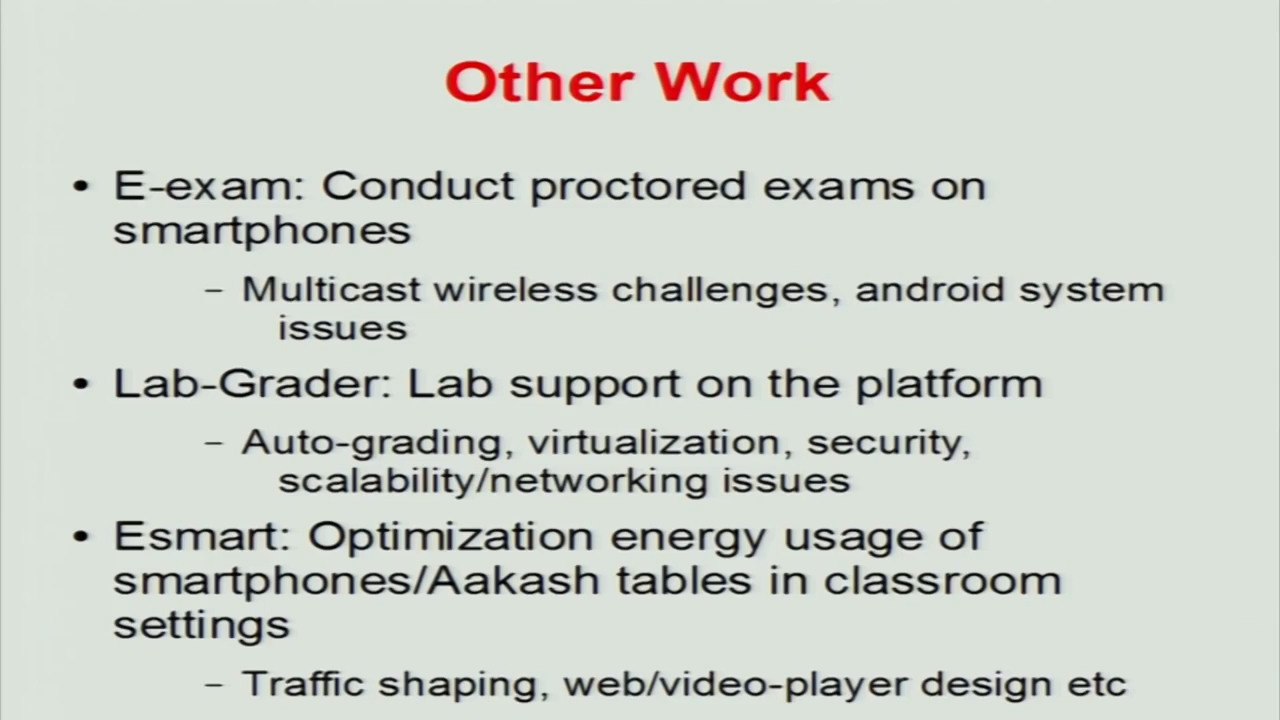 Other Work
• E-exam: Conduct proctored exams on
smartphones
– Multicast wireless challenges, android system
issues
• Lab-Grader: Lab support on the platform
– Auto-grading, virtualization, security,
scalability/networking issues
• Esmart: Optimization energy usage of
smartphones/Aakash tables in classroom
settings
– Traffic shaping, web/video-player design etc